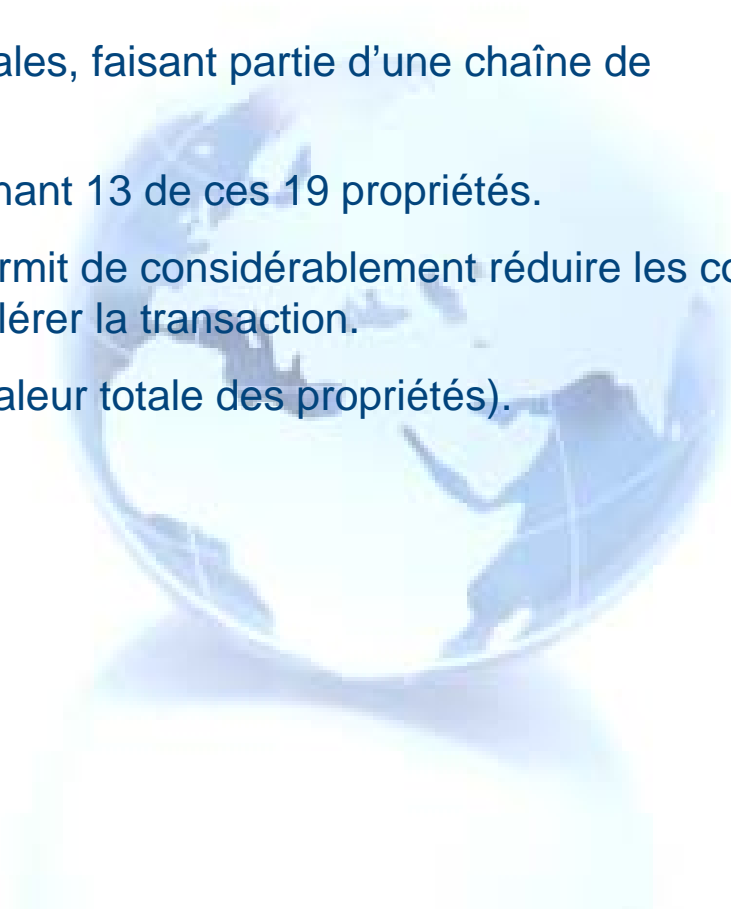 ales, faisant partie d’une chaîne de
nant 13 de ces 19 propriétés.
rmit de considérablement réduire les co
lérer la transaction.
aleur totale des propriétés).